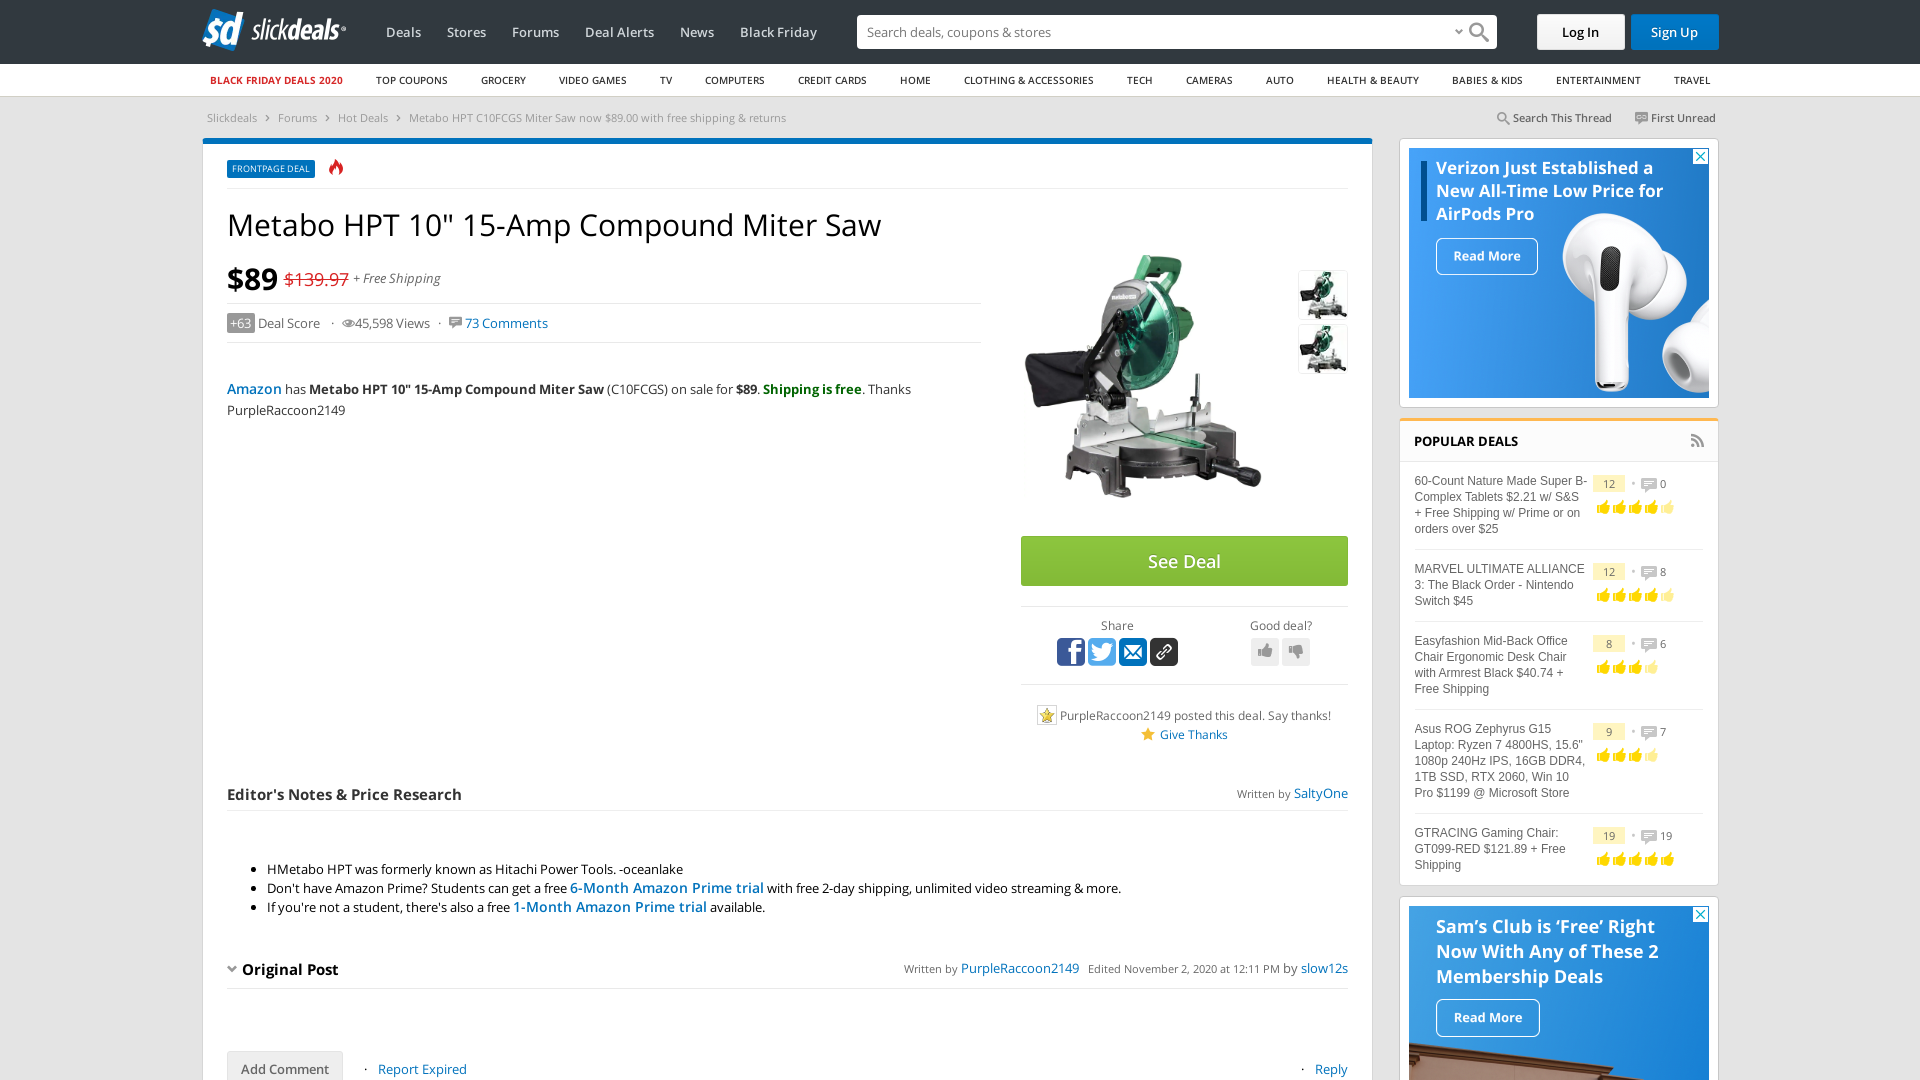 slickdeals
Deals
Stores
Forums
Deal Alerts
News
Black Friday
Search deals, coupons & stores
Log In
Sign Up
BLACK FRIDAY DEALS 2020
TOP COUPONS
GROCERY
VIDEO GAMES
TV
COMPUTERS
CREDIT CARDS
HOME
CLOTHING & ACCESSORIES
TECH
CAMERAS
AUTO
HEALTH & BEAUTY
BABIES & KIDS
ENTERTAINMENT
TRAVEL
Slickdeals › Forums › Hot Deals › Metabo HPT C10FCGS Miter Saw now $89.00 with free shipping & returns
Search This Thread
First Unread
FRONTPAGE DEAL
Metabo HPT 10" 15-Amp Compound Miter Saw
$89 $139.97 + Free Shipping
+63 Deal Score · 45,598 Views · 73 Comments
Amazon has Metabo HPT 10" 15-Amp Compound Miter Saw (C10FCGS) on sale for $89. Shipping is free. Thanks
PurpleRaccoon2149
See Deal
Share
Good deal?
PurpleRaccoon2149 posted this deal. Say thanks!
Give Thanks
Editor's Notes & Price Research
Written by SaltyOne
• HMetabo HPT was formerly known as Hitachi Power Tools. -oceanlake
• Don't have Amazon Prime? Students can get a free 6-Month Amazon Prime trial with free 2-day shipping, unlimited video streaming & more.
• If you're not a student, there's also a free 1-Month Amazon Prime trial available.
Original Post
Written by PurpleRaccoon2149 Edited November 2, 2020 at 12:11 PM by slow12s
Add Comment
· Report Expired
· Reply
Verizon Just Established a
New All-Time Low Price for
AirPods Pro
Read More
POPULAR DEALS
60-Count Nature Made Super B-
Complex Tablets $2.21 w/ S&S
+ Free Shipping w/ Prime or on
orders over $25
12 • 0
MARVEL ULTIMATE ALLIANCE
3: The Black Order - Nintendo
Switch $45
12 • 8
Easyfashion Mid-Back Office
Chair Ergonomic Desk Chair
with Armrest Black $40.74 +
Free Shipping
8 • 6
Asus ROG Zephyrus G15
Laptop: Ryzen 7 4800HS, 15.6"
1080p 240Hz IPS, 16GB DDR4,
1TB SSD, RTX 2060, Win 10
Pro $1199 @ Microsoft Store
9 • 7
GTRACING Gaming Chair:
GT099-RED $121.89 + Free
Shipping
19 • 19
Sam's Club is ‘Free’ Right
Now With Any of These 2
Membership Deals
Read More